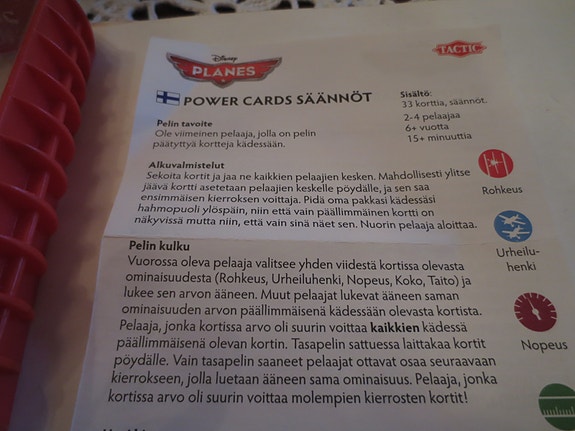 Disney
PLANES
TACTIC
POWER CARDS SÄÄNNÖT
Sisältö:
33 korttia, säännöt.
2-4 pelaajaa
6+ vuotta
15+ minuuttia
Pelin tavoite
Ole viimeinen pelaaja, jolla on pelin
päätyttyä kortteja kädessään.
Alkuvalmistelut
Sekoita kortit ja jaa ne kaikkien pelaajien kesken. Mahdollisesti ylitse
jäävä kortti asetetaan pelaajien keskelle pöydälle, ja sen saa
ensimmäisen kierroksen voittaja. Pidä oma pakkasi kädessäsi
hahmopuoli ylöspäin, niin että vain päällimmäinen kortti on
näkyvissä mutta niin, että vain sinä näet sen. Nuorin pelaaja aloittaa.
Rohkeus
Pelin kulku
Vuorossa oleva pelaaja valitsee yhden viidestä kortissa olevasta
ominaisuudesta (Rohkeus, Urheiluhenki, Nopeus, Koko, Taito) ja
lukee sen arvon ääneen. Muut pelaajat lukevat ääneen saman
ominaisuuden arvon päällimmäisenä kädessään olevasta kortista.
Pelaaja, jonka kortissa arvo oli suurin voittaa kaikkien kädessä
päällimmäisenä olevan kortin. Tasapelin sattuessa laittakaa kortit
pöydälle. Vain tasapelin saaneet pelaajat ottavat osaa seuraavaan
kierrokseen, jolla luetaan ääneen sama ominaisuus. Pelaaja, jonka
kortissa arvo oli suurin voittaa molempien kierrosten kortit!
Urheilu-
henki
Nopeus